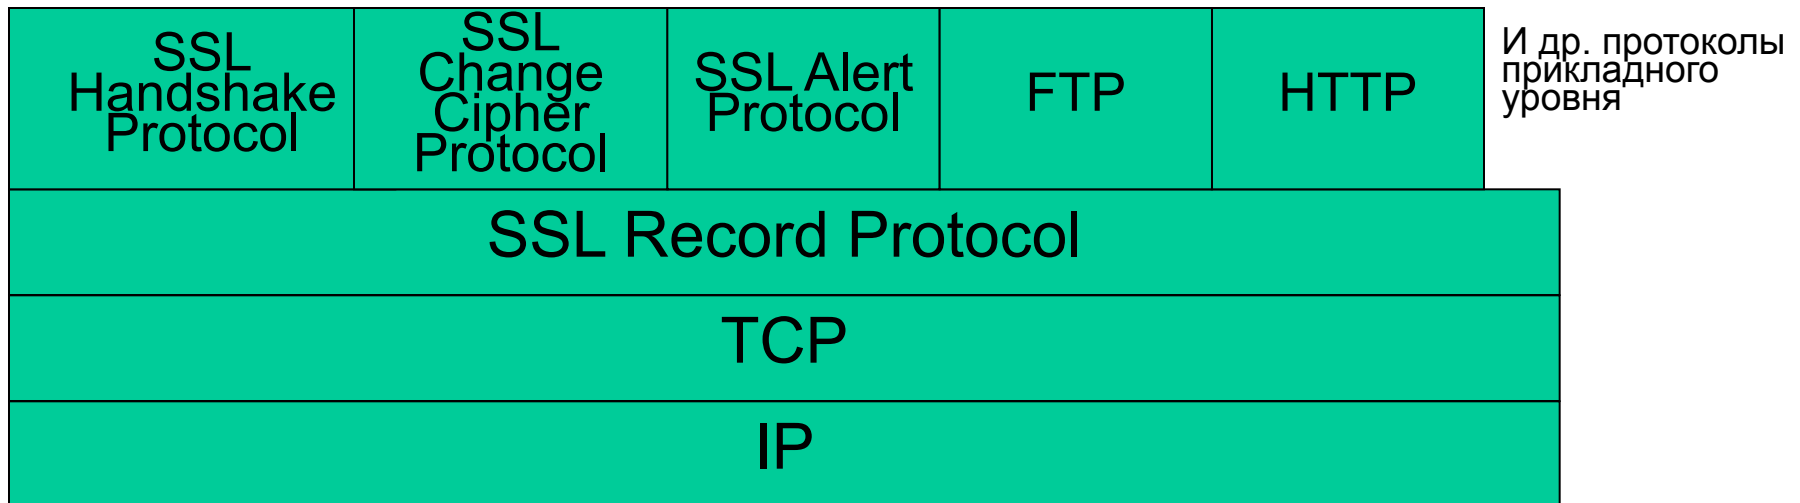 SSL
Handshake
Protocol
SSL
Change
Cipher
Protocol
SSL Alert
Protocol
FTP
HTTP
И др. протоколы
прикладного
уровня
SSL Record Protocol
TCP
IP